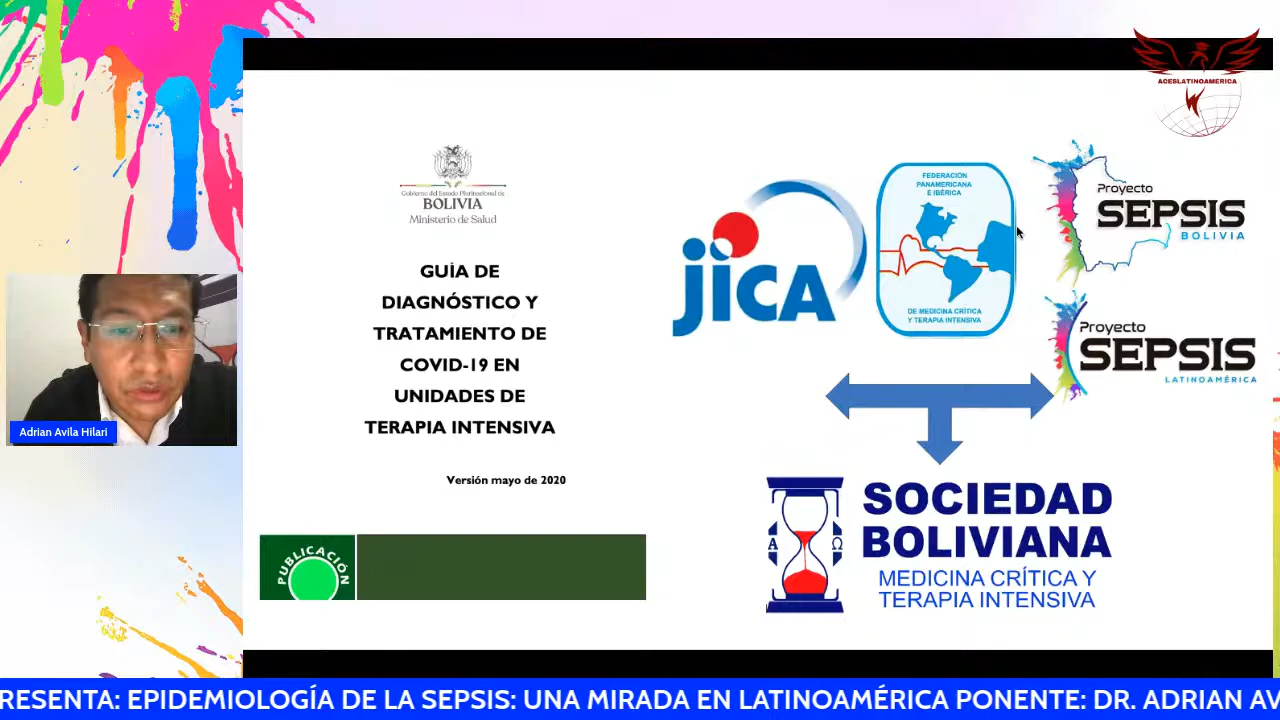 ACESLATINOAMERICA
Gobierno del Estado Plurinacional de
BOLIVIA
Ministerio de Salud
GUÍA DE
DIAGNÓSTICO Y
TRATAMIENTO DE
COVID-19 EN
UNIDADES DE
TERAPIA INTENSIVA
Versión mayo de 2020
PUBLICACIÓN
jica
FEDERACIÓN
PANAMERICANA
E IBÉRICA
DE MEDICINA CRÍTICA
Y TERAPIA INTENSIVA
Proyecto
SEPSIS
BOLIVIA
Proyecto
SEPSIS
LATINOAMÉRICA
A Ω
SOCIEDAD
BOLIVIANA
MEDICINA CRÍTICA Y
TERAPIA INTENSIVA
Adrian Avila Hilari
RESENTA: EPIDEMIOLOGÍA DE LA SEPSIS: UNA MIRADA EN LATINOAMÉRICA PONENTE: DR. ADRIAN AV